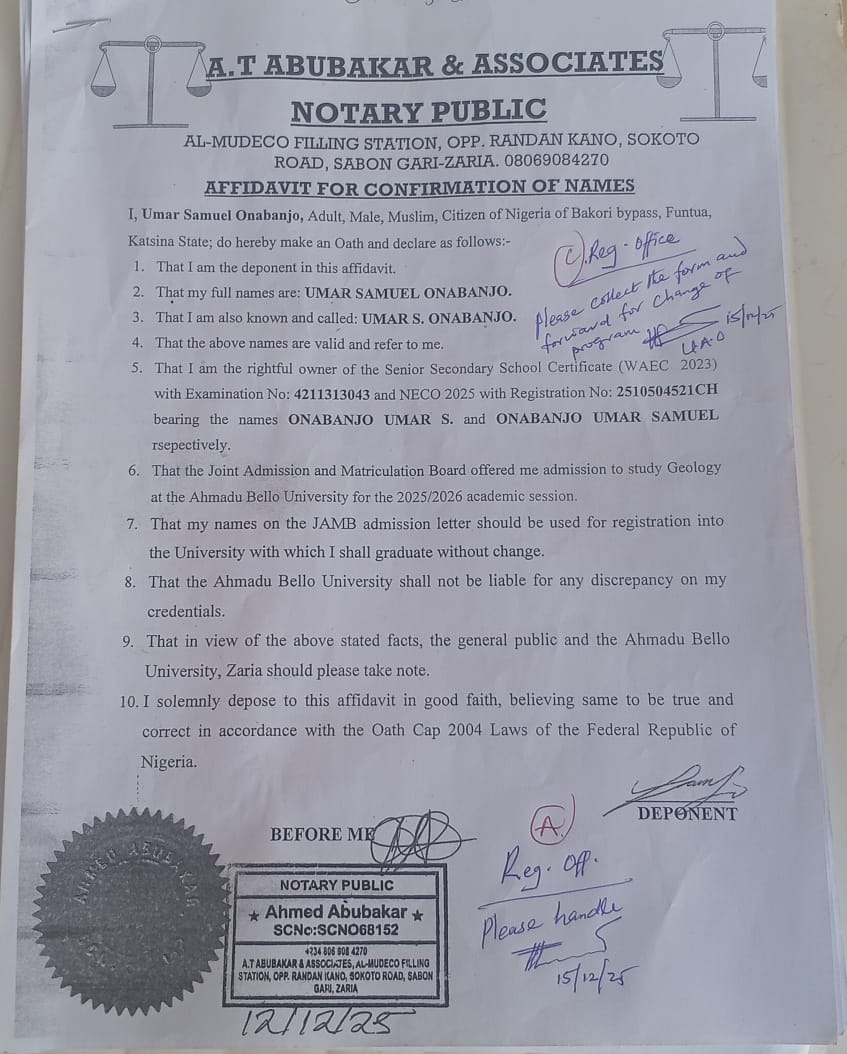 A.T ABUBAKAR & ASSOCIATES
NOTARY PUBLIC
AL-MUDECO FILLING STATION, OPP. RANDAN KANO, SOKOTO
ROAD, SABON GARI-ZARIA. 08069084270
AFFIDAVIT FOR CONFIRMATION OF NAMES
I, Umar Samuel Onabanjo, Adult, Male, Muslim, Citizen of Nigeria of Bakori bypass, Funtua,
Katsina State; do hereby make an Oath and declare as follows:-
1. That I am the deponent in this affidavit.
2. That my full names are: UMAR SAMUEL ONABANJO.
3. That I am also known and called: UMAR S. ONABANJO.
4. That the above names are valid and refer to me.
C. Reg. Office
Please collect the form and
forward for change of
program
15/12/25
5. That I am the rightful owner of the Senior Secondary School Certificate (WAEC 2023)
with Examination No: 4211313043 and NECO 2025 with Registration No: 2510504521CH
bearing the names ONABANJO UMAR S. and ONABANJO UMAR SAMUEL
rsepectively.
6. That the Joint Admission and Matriculation Board offered me admission to study Geology
at the Ahmadu Bello University for the 2025/2026 academic session.
7. That my names on the JAMB admission letter should be used for registration into
the University with which I shall graduate without change.
8. That the Ahmadu Bello University shall not be liable for any discrepancy on my
credentials.
9. That in view of the above stated facts, the general public and the Ahmadu Bello
University, Zaria should please take note.
10. I solemnly depose to this affidavit in good faith, believing same to be true and
correct in accordance with the Oath Cap 2004 Laws of the Federal Republic of
Nigeria.
DEPONENT
BEFORE ME
A.
Reg. Off.
Please handle
15/12/25
AHMED ABUBAKAR
NOTARY PUBLIC
★ Ahmed Abubakar ★
SCNo:SCNO68152
+234 806 908 4270
A.T ABUBAKAR & ASSOCIATES, AL-MUDECO FILLING
STATION, OPP. RANDAN KANO, SOKOTO ROAD, SABON
GARI, ZARIA
12/12/25